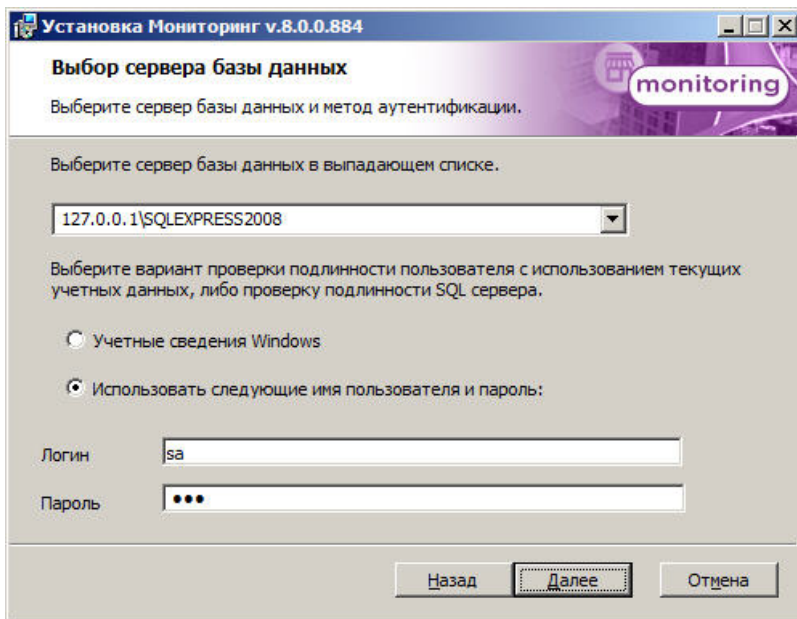 Установка Мониторинг v.8.0.0.884
Выбор сервера базы данных
Выберите сервер базы данных и метод аутентификации.
monitoring
Выберите сервер базы данных в выпадающем списке.
127.0.0.1\SQLEXPRESS2008
Выберите вариант проверки подлинности пользователя с использованием текущих
учетных данных, либо проверку подлинности SQL сервера.
Учетные сведения Windows
Использовать следующие имя пользователя и пароль:
Логин sa
Пароль •••
Назад Далее Отмена